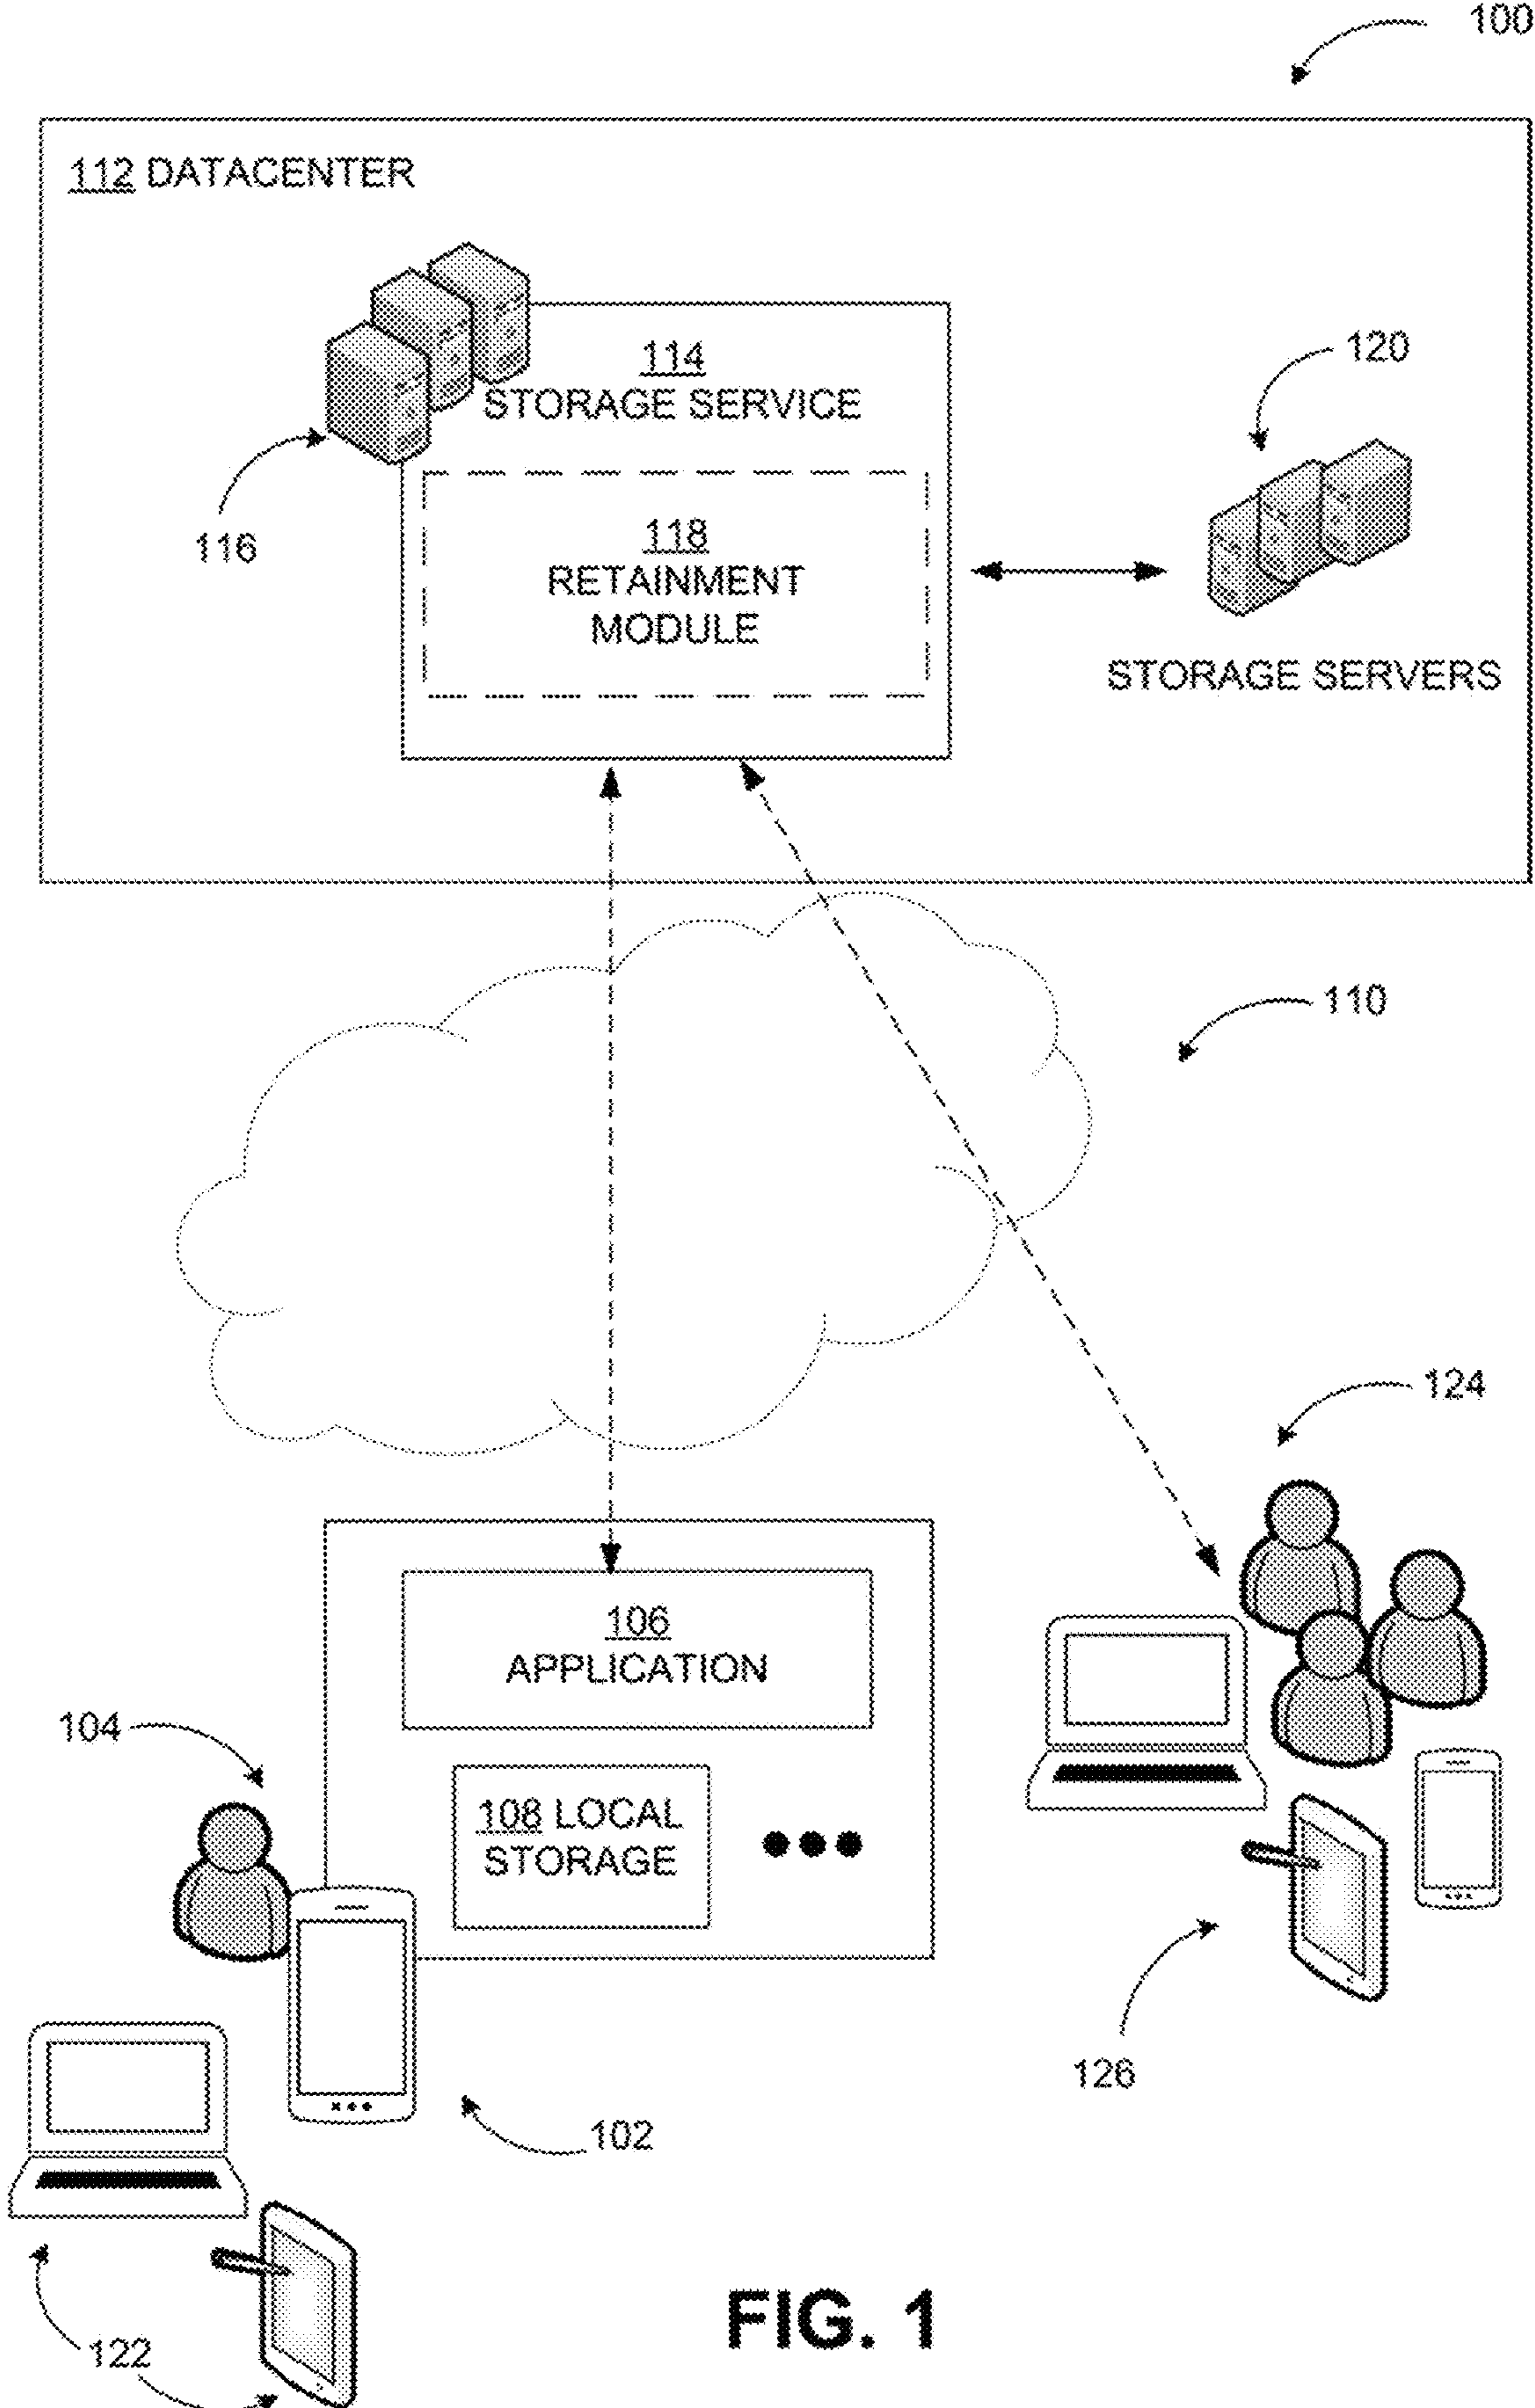 100
112 DATACENTER
114
STORAGE SERVICE
120
116
118
RETAINMENT
MODULE
STORAGE SERVERS
110
124
106
APPLICATION
104
108 LOCAL
STORAGE
126
102
122
FIG. 1